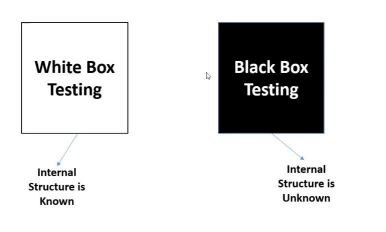 White Box
Testing
Black Box
Testing
Internal
Structure is
Known
Internal
Structure is
Unknown